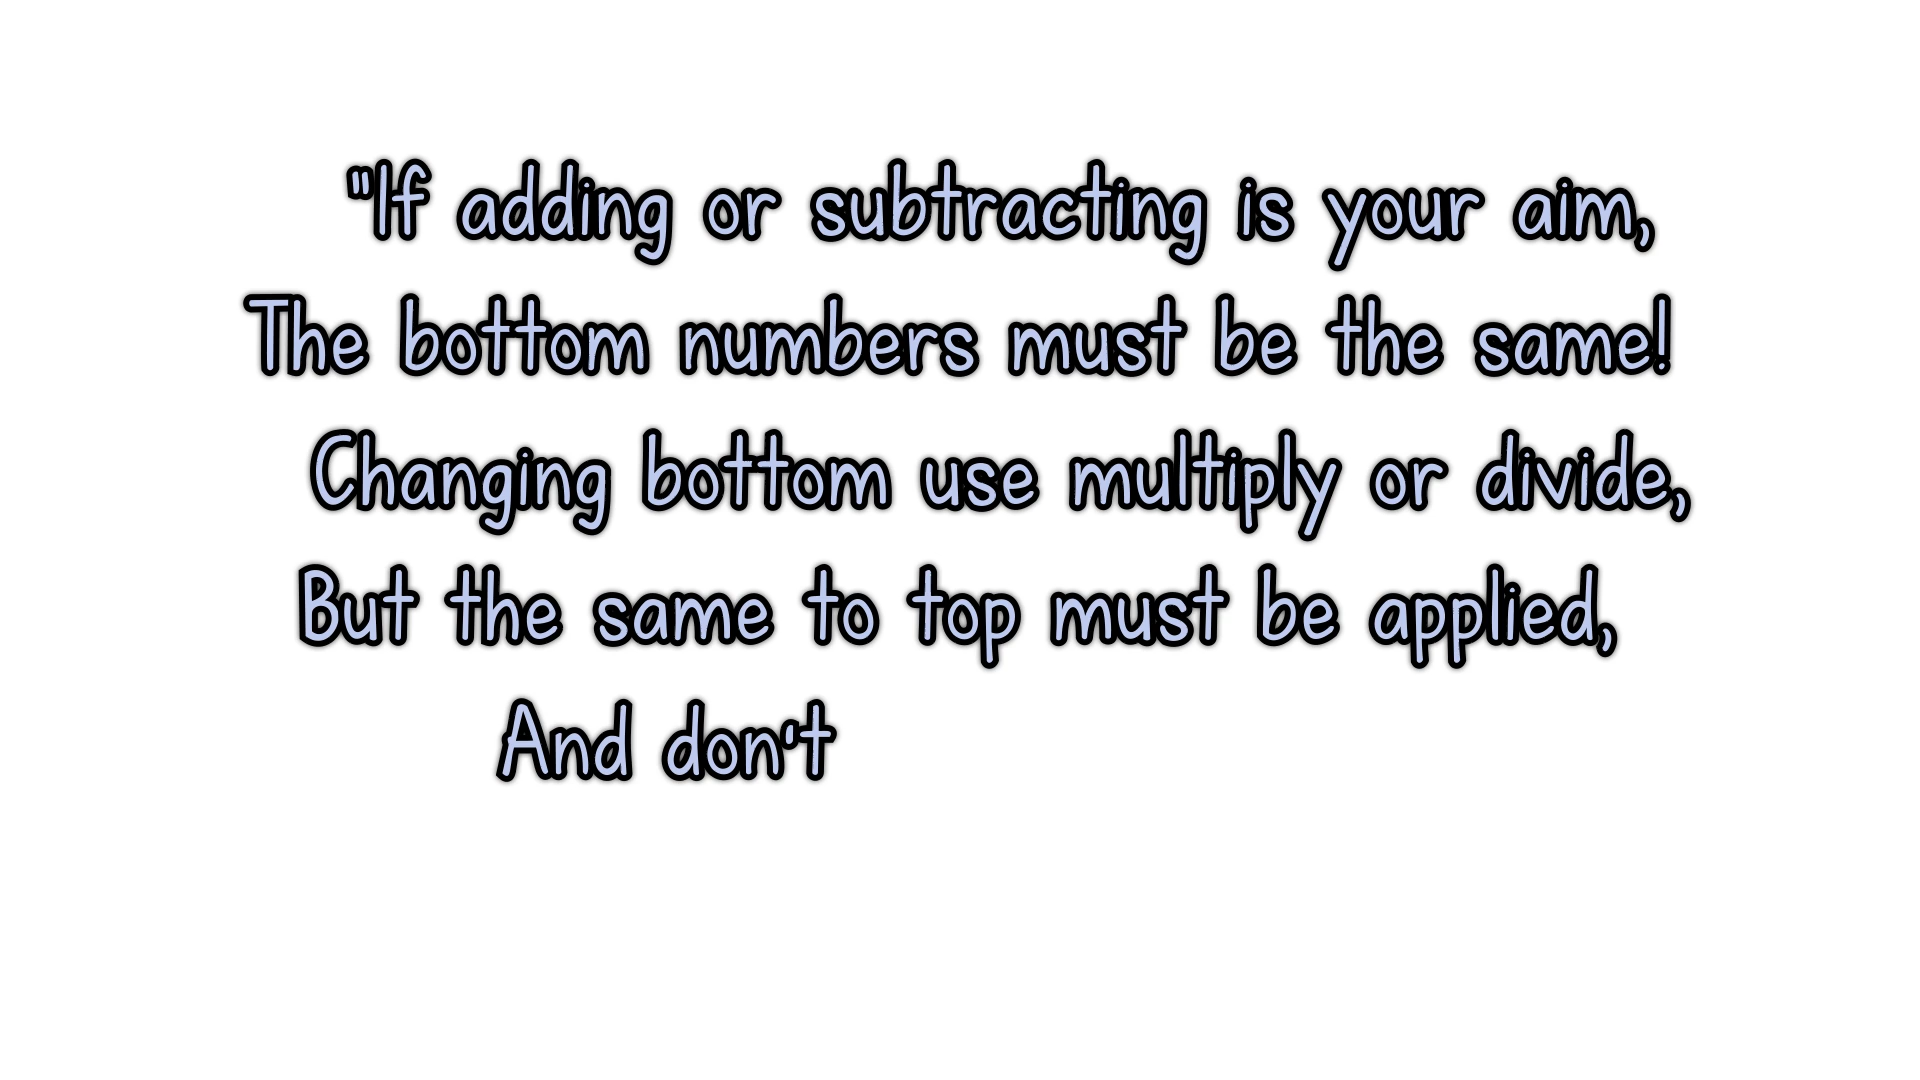 "If adding or subtracting is your aim,
The bottom numbers must be the same!
Changing bottom use multiply or divide,
But the same to top must be applied,
And don't